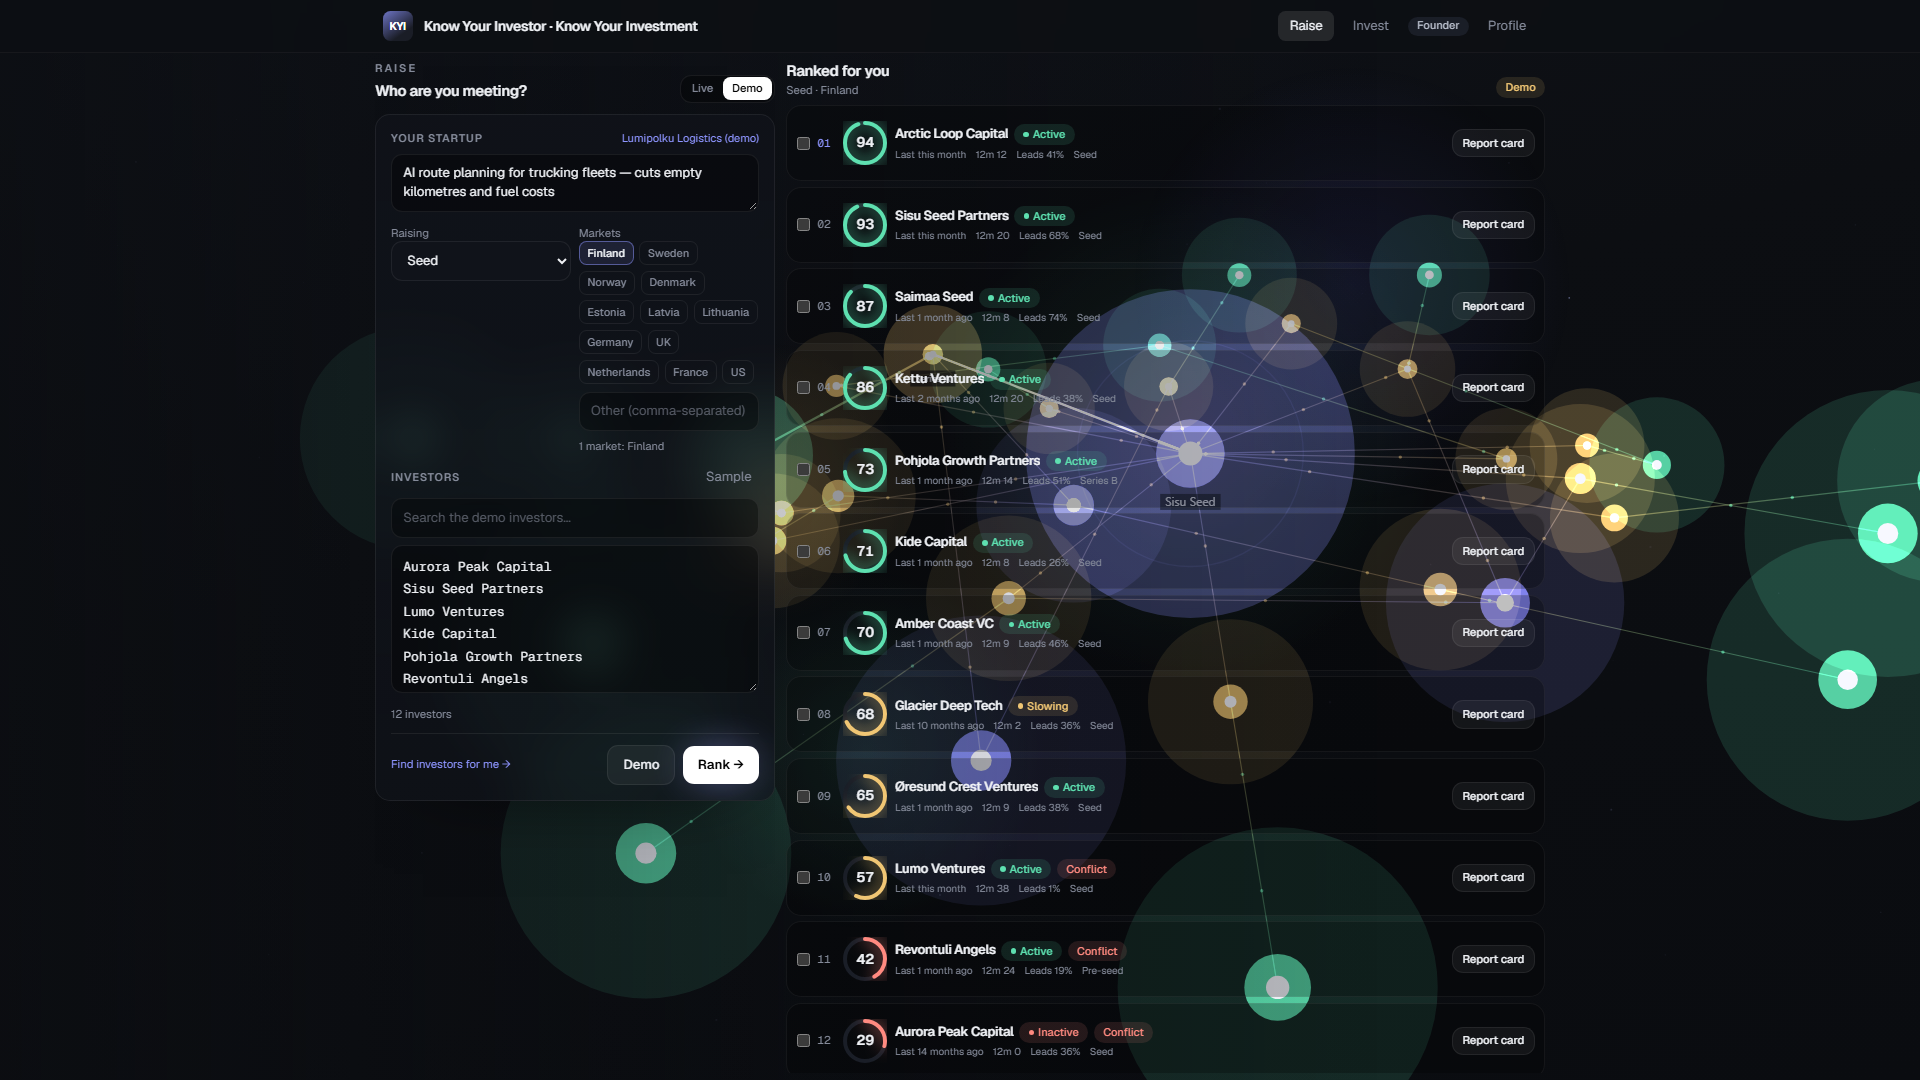 KYI
Know Your Investor · Know Your Investment
Raise
Invest
Founder
Profile
RAISE
Who are you meeting?
Live
Demo
YOUR STARTUP
Lumipolku Logistics (demo)
AI route planning for trucking fleets — cuts empty
kilometres and fuel costs
Raising
Markets
Seed
Finland
Sweden
Norway
Denmark
Estonia
Latvia
Lithuania
Germany
UK
Netherlands
France
US
Other (comma-separated)
1 market: Finland
INVESTORS
Sample
Search the demo investors…
Aurora Peak Capital
Sisu Seed Partners
Lumo Ventures
Kide Capital
Pohjola Growth Partners
Revontuli Angels
12 investors
Find investors for me →
Demo
Rank →
Ranked for you
Seed · Finland
Demo
01 94 Arctic Loop Capital Active Report card
Last this month 12m 12 Leads 41% Seed
02 93 Sisu Seed Partners Active Report card
Last this month 12m 20 Leads 68% Seed
03 87 Saimaa Seed Active Report card
Last 1 month ago 12m 8 Leads 74% Seed
04 86 Kettu Ventures Active Report card
Last 2 months ago 12m 20 Leads 38% Seed
05 73 Pohjola Growth Partners Active Report card
Last 1 month ago 12m 14 Leads 51% Series B
Sisu Seed
06 71 Kide Capital Active Report card
Last 1 month ago 12m 8 Leads 26% Seed
07 70 Amber Coast VC Active Report card
Last 1 month ago 12m 9 Leads 46% Seed
08 68 Glacier Deep Tech Slowing Report card
Last 10 months ago 12m 2 Leads 36% Seed
09 65 Øresund Crest Ventures Active Report card
Last 1 month ago 12m 9 Leads 38% Seed
10 57 Lumo Ventures Active Conflict Report card
Last this month 12m 38 Leads 1% Seed
11 42 Revontuli Angels Active Conflict Report card
Last 1 month ago 12m 24 Leads 19% Pre-seed
12 29 Aurora Peak Capital Inactive Conflict Report card
Last 14 months ago 12m 0 Leads 36% Seed